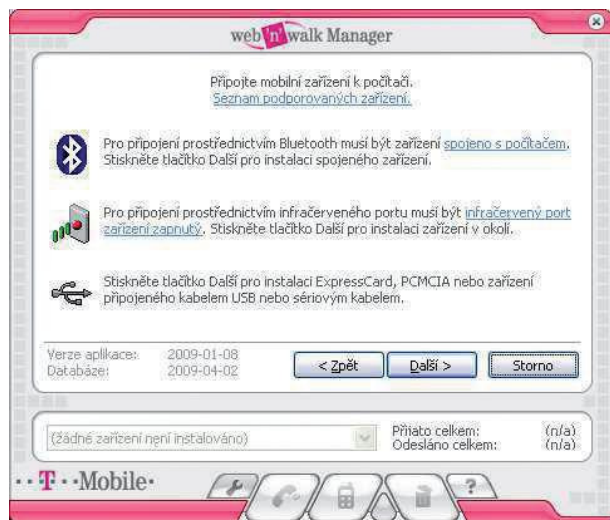 web'n'walk Manager
Připojte mobilní zařízení k počítači.
Seznam podporovaných zařízení.
Pro připojení prostřednictvím Bluetooth musí být zařízení spojeno s počítačem.
Stiskněte tlačítko Další pro instalaci spojeného zařízení.
Pro připojení prostřednictvím infračerveného portu musí být infračervený port
zařízení zapnutý. Stiskněte tlačítko Další pro instalaci zařízení v okolí.
Stiskněte tlačítko Další pro instalaci ExpressCard, PCMCIA nebo zařízení
připojeného kabelem USB nebo sériovým kabelem.
Verze aplikace: 2009-01-08
Databáze: 2009-04-02
< Zpět
Další >
Storno
(žádné zařízení není instalováno)
Přijato celkem: (n/a)
Odesláno celkem: (n/a)
··T··Mobile·
?